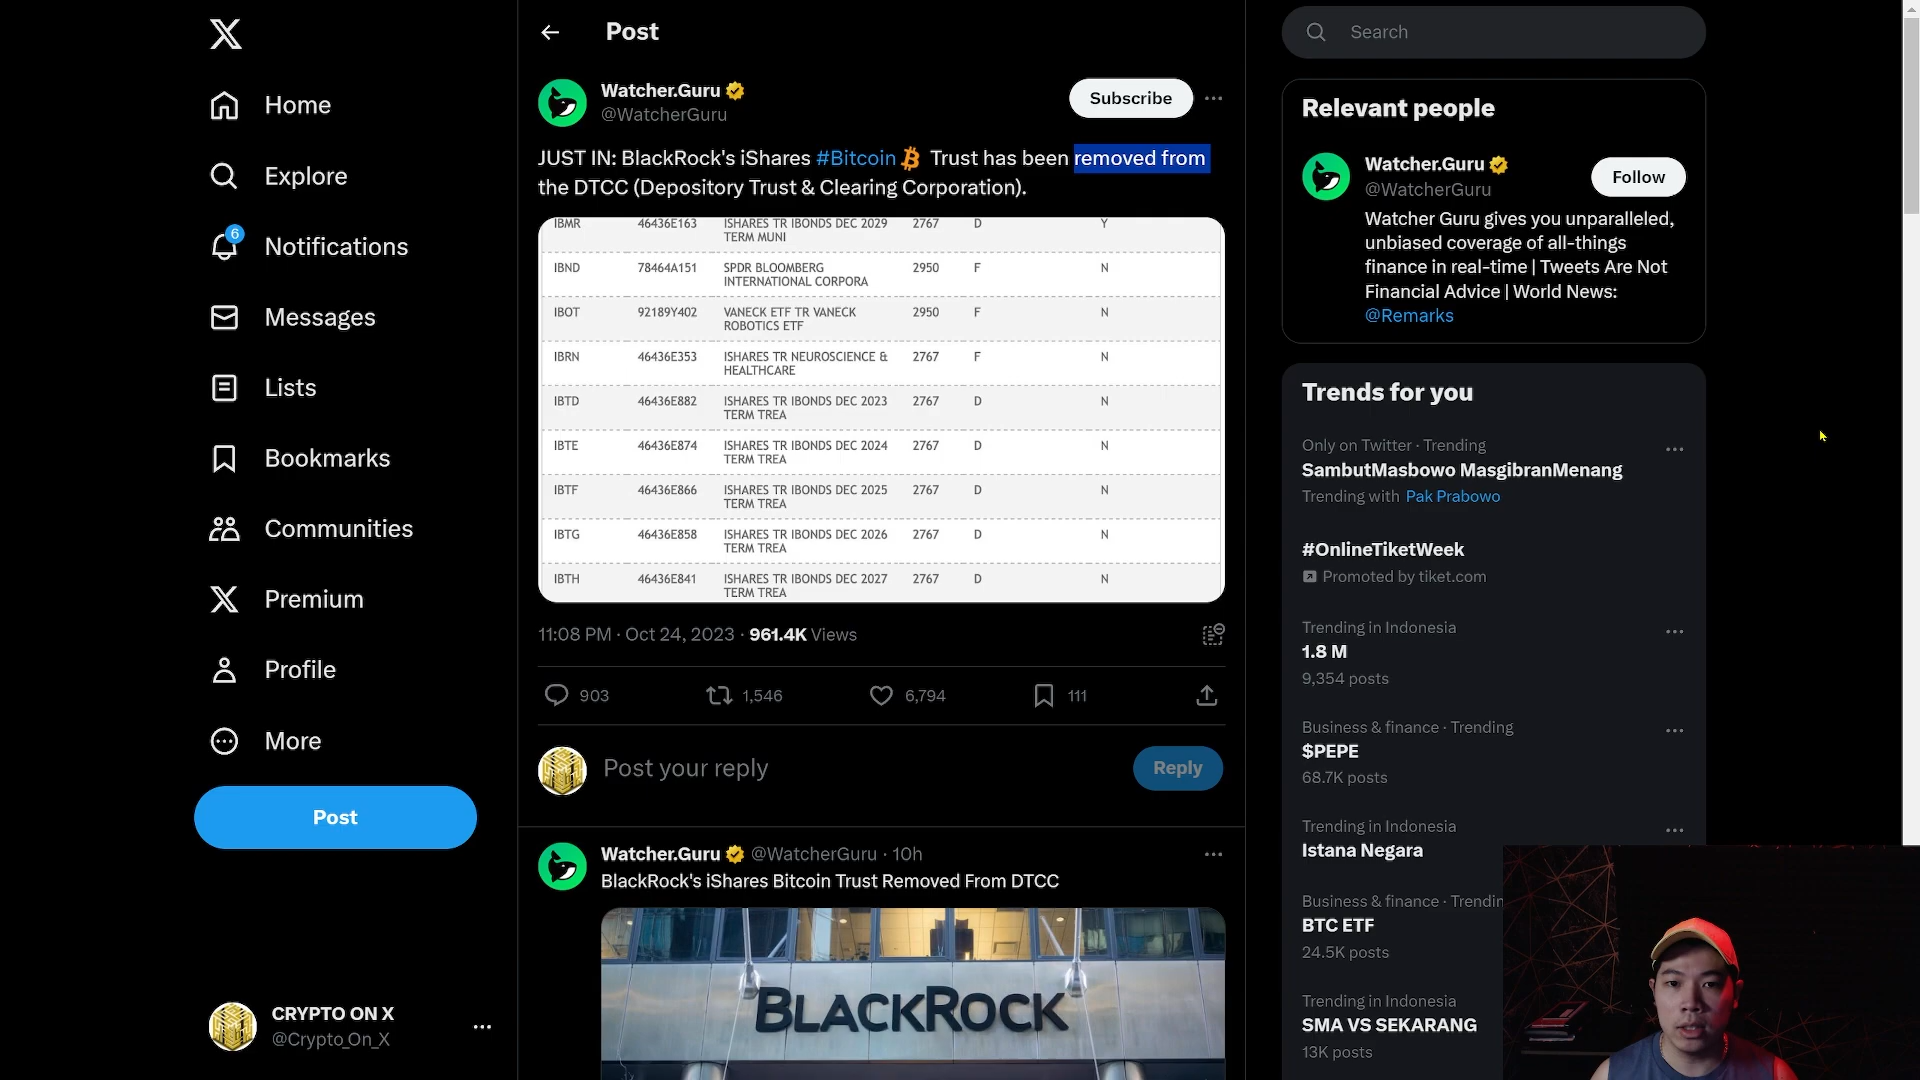 Home
Explore
6
Notifications
Messages
Lists
Bookmarks
Communities
Premium
Profile
More
Post
CRYPTO ON X
@Crypto_On_X
Post
Watcher.Guru
@WatcherGuru
Subscribe
JUST IN: BlackRock's iShares #Bitcoin Trust has been removed from
the DTCC (Depository Trust & Clearing Corporation).
IBMR 46436E163 ISHARES TR IBONDS DEC 2029 2767 D Y
TERM MUNI
IBND 78464A151 SPDR BLOOMBERG 2950 F N
INTERNATIONAL CORPORA
IBOT 92189Y402 VANECK ETF TR VANECK 2950 F N
ROBOTICS ETF
IBRN 46436E353 ISHARES TR NEUROSCIENCE & 2767 F N
HEALTHCARE
IBTD 46436E882 ISHARES TR IBONDS DEC 2023 2767 D N
TERM TREA
IBTE 46436E874 ISHARES TR IBONDS DEC 2024 2767 D N
TERM TREA
IBTF 46436E866 ISHARES TR IBONDS DEC 2025 2767 D N
TERM TREA
IBTG 46436E858 ISHARES TR IBONDS DEC 2026 2767 D N
TERM TREA
IBTH 46436E841 ISHARES TR IBONDS DEC 2027 2767 D N
TERM TREA
11:08 PM · Oct 24, 2023 · 961.4K Views
903 1,546 6,794 111
Post your reply
Reply
Watcher.Guru @WatcherGuru · 10h
BlackRock's iShares Bitcoin Trust Removed From DTCC
BLACKROCK
Search
Relevant people
Watcher.Guru
@WatcherGuru
Follow
Watcher Guru gives you unparalleled,
unbiased coverage of all-things
finance in real-time | Tweets Are Not
Financial Advice | World News:
@Remarks
Trends for you
Only on Twitter · Trending
SambutMasbowo MasgibranMenang
Trending with Pak Prabowo
#OnlineTiketWeek
Promoted by tiket.com
Trending in Indonesia
1.8 M
9,354 posts
Business & finance · Trending
$PEPE
68.7K posts
Trending in Indonesia
Istana Negara
Business & finance · Trendin
BTC ETF
24.5K posts
Trending in Indonesia
SMA VS SEKARANG
13K posts